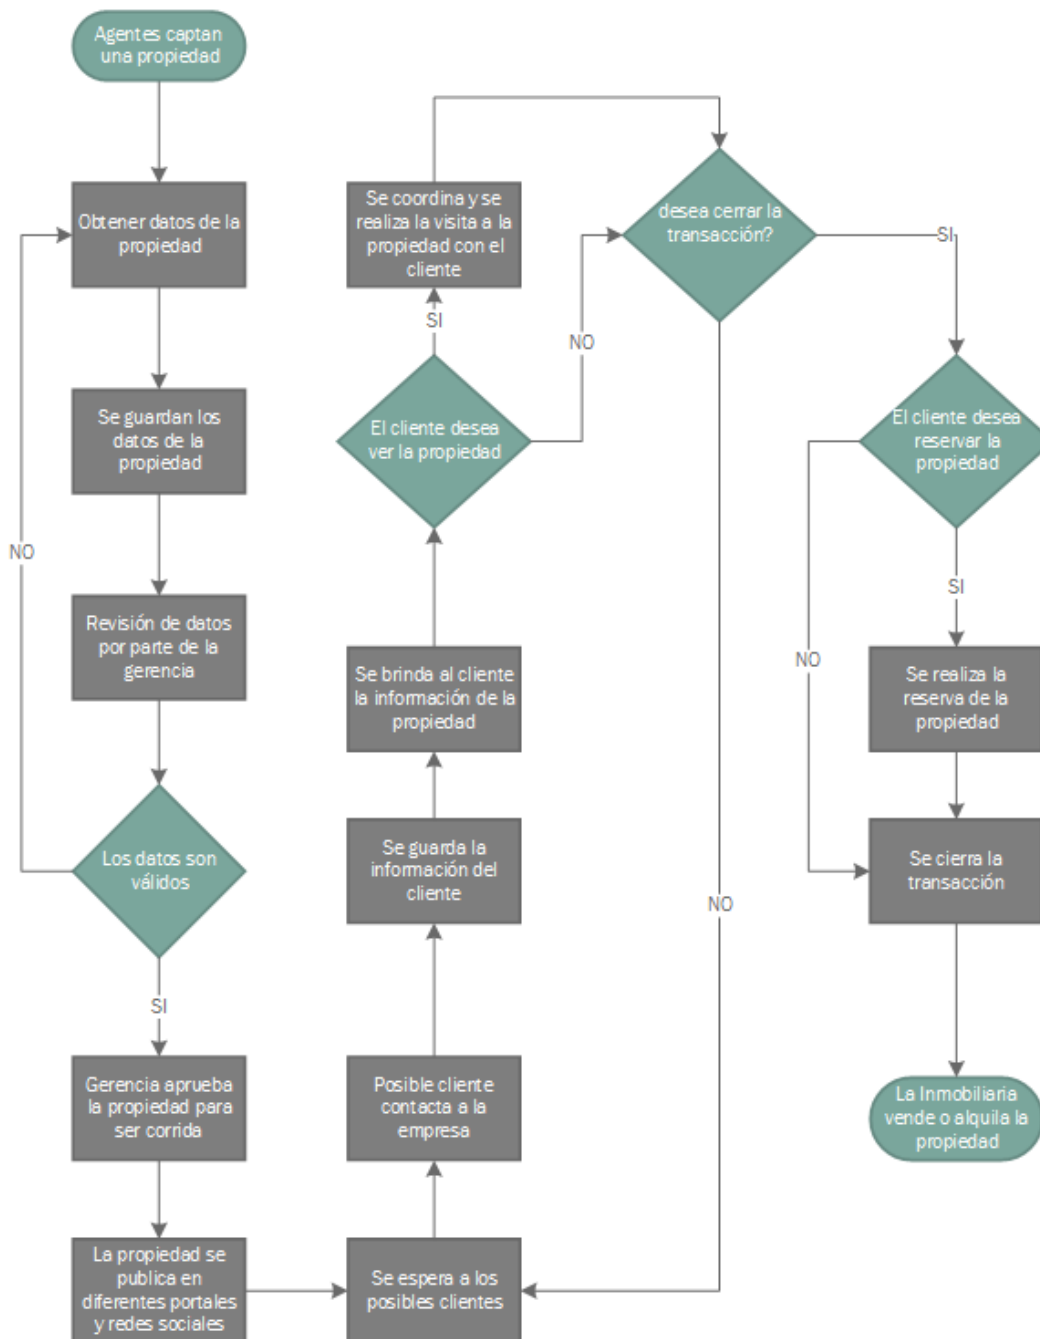 Agentes captan
una propiedad
Obtener datos de la
propiedad
Se guardan los
datos de la
propiedad
NO
Revisión de datos
por parte de la
gerencia
Los datos son
válidos
SI
Gerencia aprueba
la propiedad para
ser corrida
La propiedad se
publica en
diferentes portales
y redes sociales
Se espera a los
posibles clientes
Posible cliente
contacta a la
empresa
Se guarda la
información del
cliente
Se brinda al cliente
la información de la
propiedad
El cliente desea
ver la propiedad
SI
NO
Se coordina y se
realiza la visita a la
propiedad con el
cliente
desea cerrar la
transacción?
SI
NO
El cliente desea
reservar la
propiedad
SI
NO
Se realiza la
reserva de la
propiedad
Se cierra la
transacción
La Inmobiliaria
vende o alquila la
propiedad